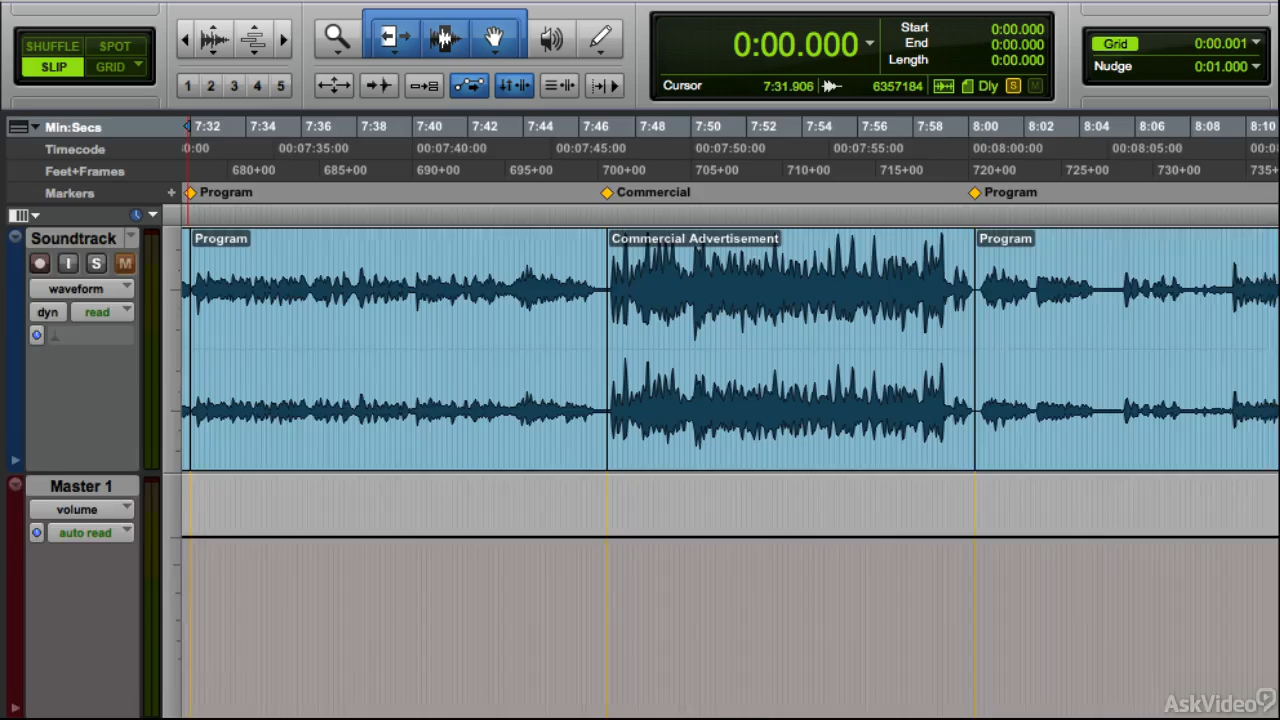 SHUFFLE SPOT
SLIP GRID
1 2 3 4 5
0:00.000
Start 0:00.000
End 0:00.000
Length 0:00.000
Cursor 7:31.906 6357184 Dly S M
Grid 0:00.001
Nudge 0:01.000
Min:Secs 7:32 7:34 7:36 7:38 7:40 7:42 7:44 7:46 7:48 7:50 7:52 7:54 7:56 7:58 8:00 8:02 8:04 8:06 8:08 8:10
Timecode 0:00 00:07:35:00 00:07:40:00 00:07:45:00 00:07:50:00 00:07:55:00 00:08:00:00 00:08:05:00 00:0
Feet+Frames 680+00 685+00 690+00 695+00 700+00 705+00 710+00 715+00 720+00 725+00 730+00 735+
Markers + Program Commercial Program
Soundtrack
I S M
waveform
dyn read
Program Commercial Advertisement Program
Master 1
volume
auto read
AskVideo